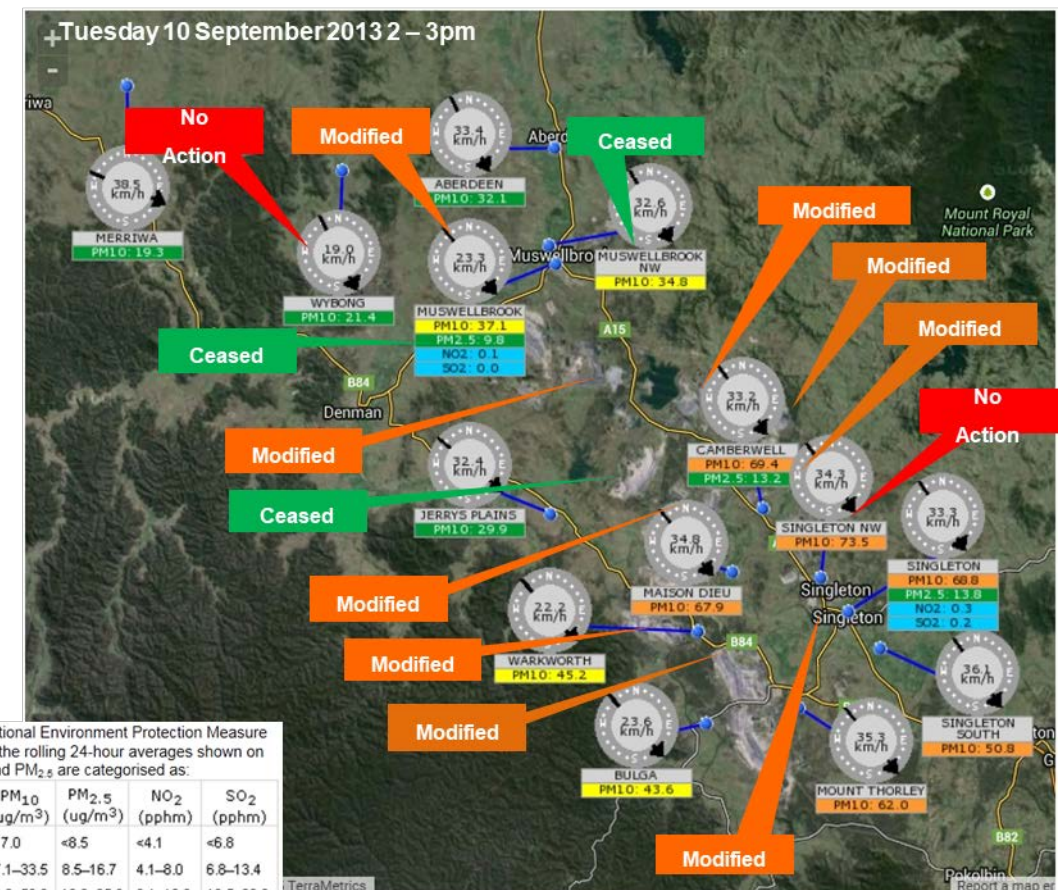 Tuesday 10 September 2013 2 – 3pm
+
-
No
Action
Modified
33.4
km/h
ABERDEEN
PM10: 32.1
Ceased
38.5
km/h
MERRIWA
PM10: 19.3
19.0
km/h
WYBONG
PM10: 21.4
23.3
km/h
MUSWELLBROOK
PM10: 37.1
PM2.5: 9.8
NO2: 0.1
SO2: 0.0
32.6
km/h
MUSWELLBROOK
NW
PM10: 34.8
Modified
Mount Royal
National Park
Modified
Modified
Ceased
A15
B84
Denman
33.2
km/h
CAMBERWELL
PM10: 69.4
PM2.5: 13.2
No
Action
Modified
32.4
km/h
JERRYS PLAINS
PM10: 29.9
34.3
km/h
SINGLETON NW
PM10: 73.5
Ceased
33.3
km/h
SINGLETON
PM10: 68.8
PM2.5: 13.8
NO2: 0.3
SO2: 0.2
34.8
km/h
MAISON DIEU
PM10: 67.9
Singleton
Singleton
Modified
22.2
km/h
WARKWORTH
PM10: 45.2
B84
Modified
36.1
km/h
SINGLETON
SOUTH
PM10: 50.8
Modified
23.6
km/h
BULGA
PM10: 43.6
35.3
km/h
MOUNT THORLEY
PM10: 62.0
Modified
B82
Pokolbin
Report a map
TerraMetrics
tional Environment Protection Measure
the rolling 24-hour averages shown on
nd PM2.5 are categorised as:
PM10 PM2.5 NO2 SO2
ug/m³) (ug/m³) (pphm) (pphm)
7.0 <8.5 <4.1 <6.8
7.1–33.5 8.5–16.7 4.1–8.0 6.8–13.4